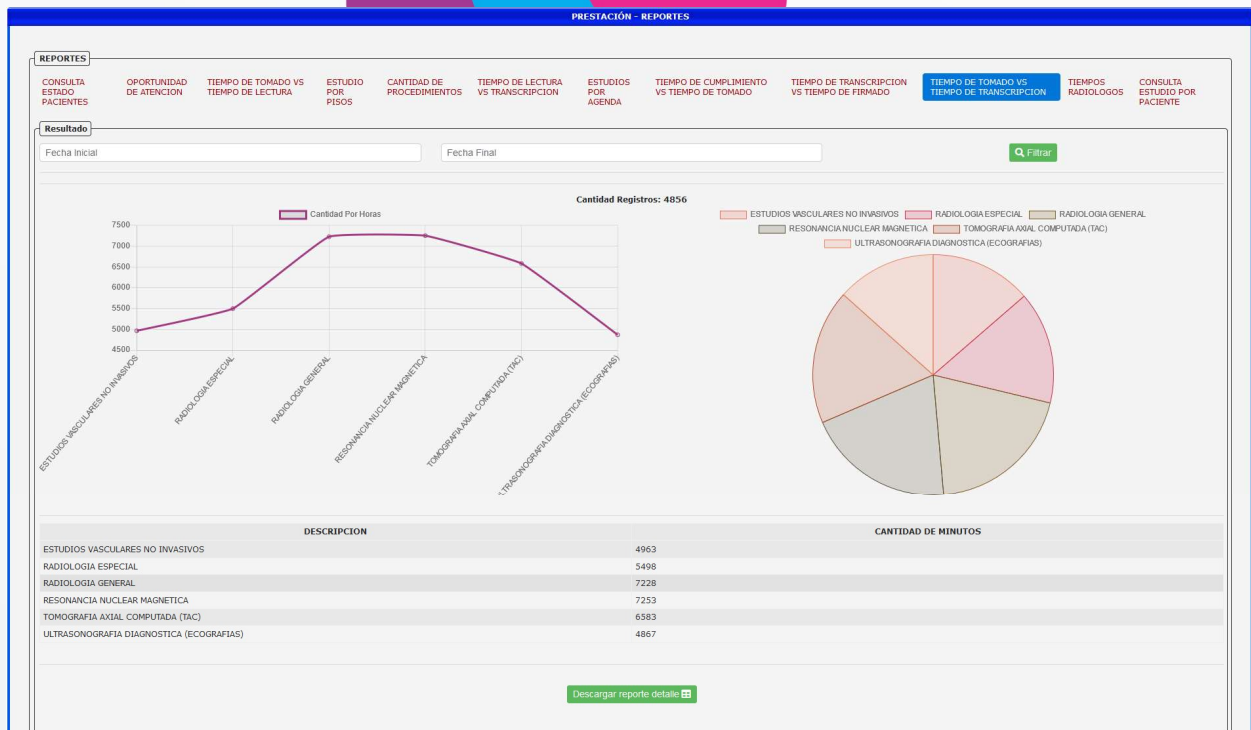 PRESTACIÓN - REPORTES
REPORTES
CONSULTA
ESTADO
PACIENTES
OPORTUNIDAD
DE ATENCION
TIEMPO DE TOMADO VS
TIEMPO DE LECTURA
ESTUDIO
POR
PISOS
CANTIDAD DE
PROCEDIMIENTOS
TIEMPO DE LECTURA
VS TRANSCRIPCION
ESTUDIOS
POR
AGENDA
TIEMPO DE CUMPLIMIENTO
VS TIEMPO DE TOMADO
TIEMPO DE TRANSCRIPCION
VS TIEMPO DE FIRMADO
TIEMPO DE TOMADO VS
TIEMPO DE TRANSCRIPCION
TIEMPOS
RADIOLOGOS
CONSULTA
ESTUDIO POR
PACIENTE
Resultado
Fecha Inicial
Fecha Final
Filtrar
Cantidad Registros: 4856
Cantidad Por Horas
7500
7000
6500
6000
5500
5000
4500
ESTUDIOS VASCULARES NO INVASIVOS
RADIOLOGIA ESPECIAL
RADIOLOGIA GENERAL
RESONANCIA NUCLEAR MAGNETICA
TOMOGRAFIA AXIAL COMPUTADA (TAC)
ULTRASONOGRAFIA DIAGNOSTICA (ECOGRAFIAS)
ESTUDIOS VASCULARES NO INVASIVOS RADIOLOGIA ESPECIAL RADIOLOGIA GENERAL
RESONANCIA NUCLEAR MAGNETICA TOMOGRAFIA AXIAL COMPUTADA (TAC)
ULTRASONOGRAFIA DIAGNOSTICA (ECOGRAFIAS)
DESCRIPCION CANTIDAD DE MINUTOS
ESTUDIOS VASCULARES NO INVASIVOS 4963
RADIOLOGIA ESPECIAL 5498
RADIOLOGIA GENERAL 7228
RESONANCIA NUCLEAR MAGNETICA 7253
TOMOGRAFIA AXIAL COMPUTADA (TAC) 6583
ULTRASONOGRAFIA DIAGNOSTICA (ECOGRAFIAS) 4867
Descargar reporte detalle